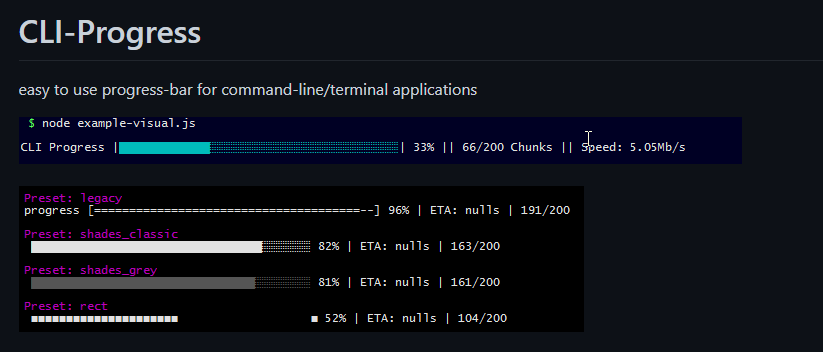 CLI-Progress
easy to use progress-bar for command-line/terminal applications
$ node example-visual.js
CLI Progress |████████████░░░░░░░░░░░░░░░░░░░░░░░░░░░| 33% || 66/200 Chunks || Speed: 5.05Mb/s
Preset: legacy
progress [======================================--] 96% | ETA: nulls | 191/200
Preset: shades_classic
82% | ETA: nulls | 163/200
Preset: shades_grey
81% | ETA: nulls | 161/200
Preset: rect
52% | ETA: nulls | 104/200